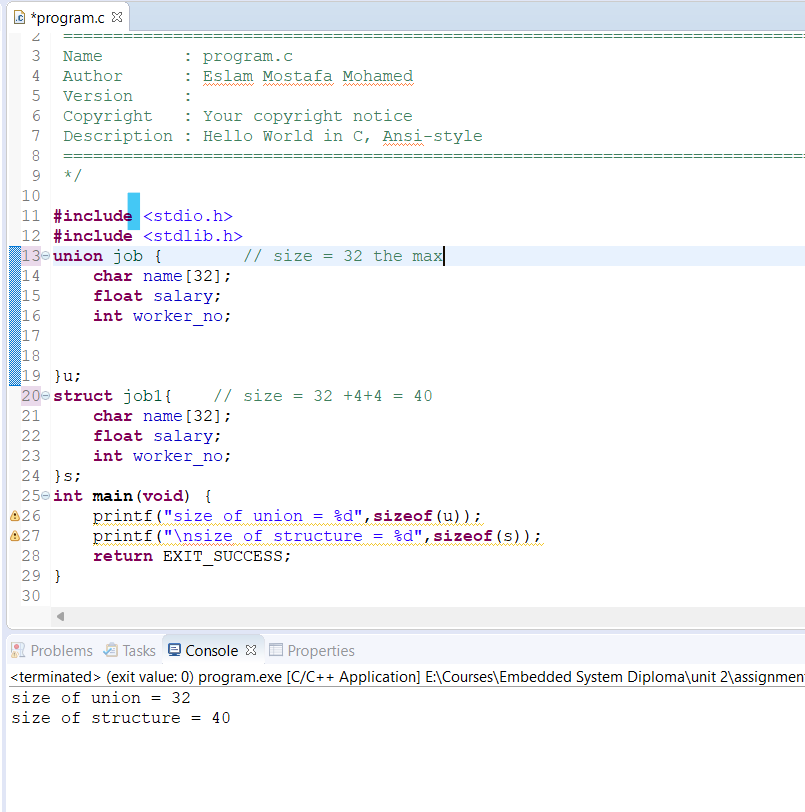 *program.c
2 ==========================================================================
3 Name : program.c
4 Author : Eslam Mostafa Mohamed
5 Version :
6 Copyright : Your copyright notice
7 Description : Hello World in C, Ansi-style
8 ==========================================================================
9 */
10
11 #include <stdio.h>
12 #include <stdlib.h>
13 union job { // size = 32 the max
14 char name[32];
15 float salary;
16 int worker_no;
17
18
19 }u;
20 struct job1{ // size = 32 +4+4 = 40
21 char name[32];
22 float salary;
23 int worker_no;
24 }s;
25 int main(void) {
26 printf("size of union = %d",sizeof(u));
27 printf("\nsize of structure = %d",sizeof(s));
28 return EXIT_SUCCESS;
29 }
30
Problems Tasks Console Properties
<terminated> (exit value: 0) program.exe [C/C++ Application] E:\Courses\Embedded System Diploma\unit 2\assignmen
size of union = 32
size of structure = 40